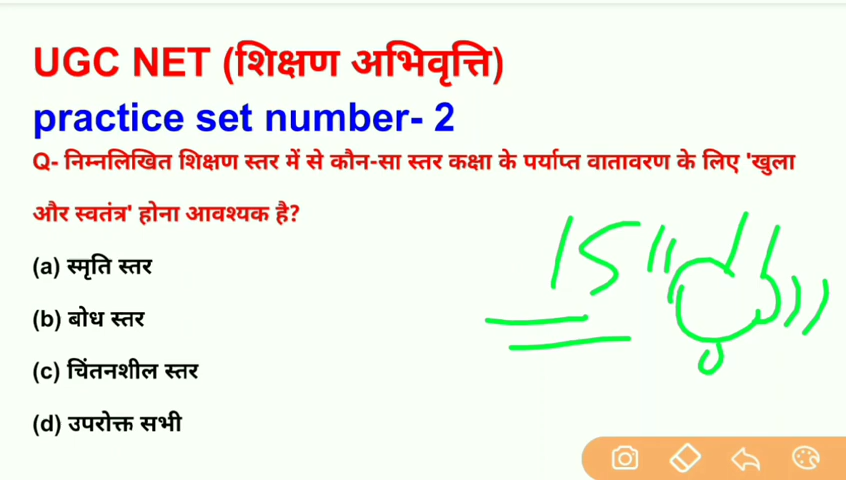 UGC NET (शिक्षण अभिवृत्ति)
practice set number- 2
Q- निम्नलिखित शिक्षण स्तर में से कौन-सा स्तर कक्षा के पर्याप्त वातावरण के लिए 'खुला
और स्वतंत्र' होना आवश्यक है?
(a) स्मृति स्तर
(b) बोध स्तर
(c) चिंतनशील स्तर
(d) उपरोक्त सभी
15 "